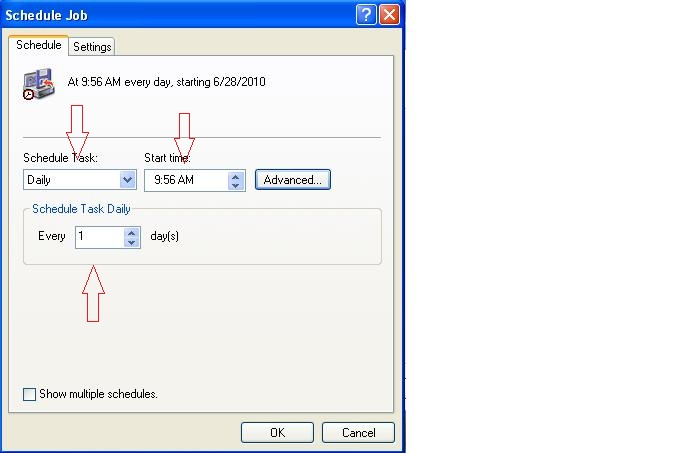 Schedule Job
Schedule Settings
At 9:56 AM every day, starting 6/28/2010
Schedule Task: Start time:
Daily 9:56 AM Advanced...
Schedule Task Daily
Every 1 day(s)
Show multiple schedules.
OK Cancel